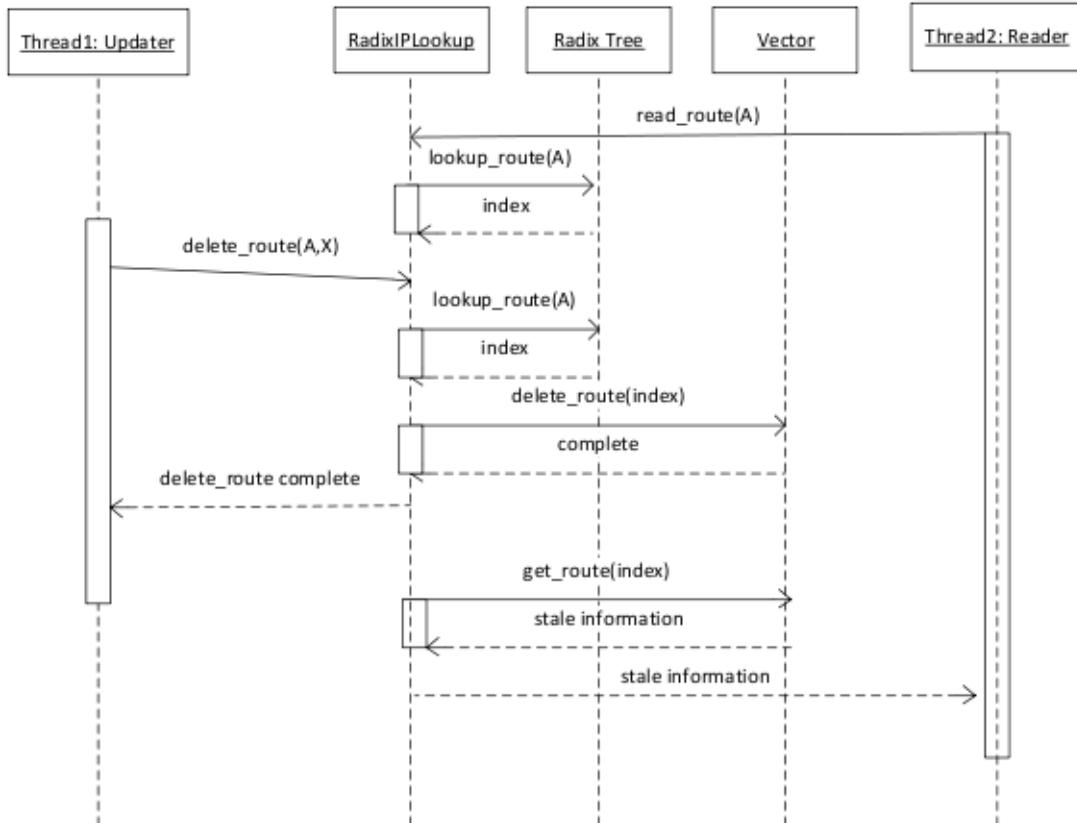 Thread1: Updater
RadixIPLookup
Radix Tree
Vector
Thread2: Reader
read_route(A)
lookup_route(A)
index
delete_route(A,X)
lookup_route(A)
index
delete_route(index)
complete
delete_route complete
get_route(index)
stale information
stale information